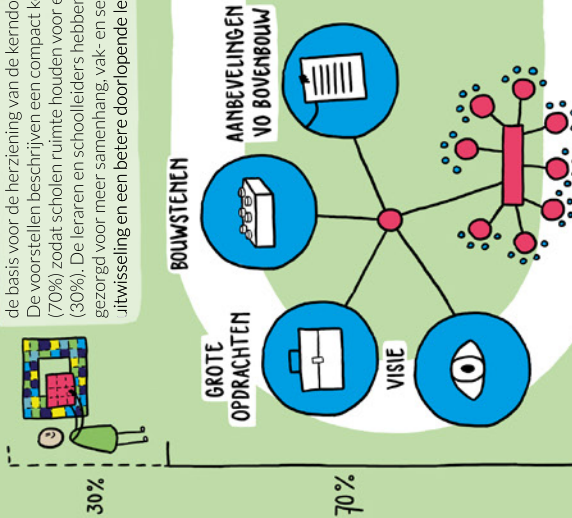 de basis voor de herziening van de kerndo
De voorstellen beschrijven een compact k
(70%) zodat scholen ruimte houden voor e
(30%). De leraren en schoolleiders hebben
gezorgd voor meer samenhang, vak- en se
uitwisseling en een betere doorlopende le
30%
70%
GROTE
OPDRACHTEN
VISIE
BOUWSTENEN
AANBEVELINGEN
VO BOVENBOUW